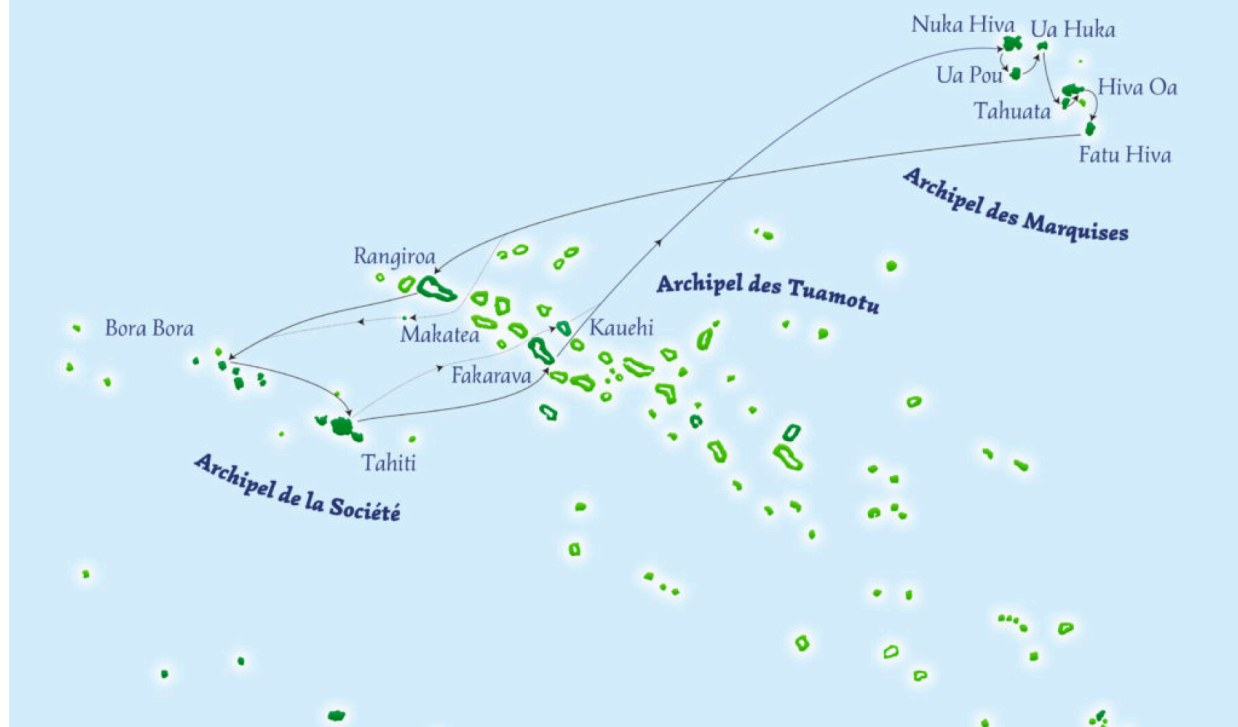 Nuka Hiva
Ua Huka
Ua Pou
Hiva Oa
Tahuata
Fatu Hiva
Archipel des Marquises
Rangiroa
Archipel des Tuamotu
Bora Bora
Makatea
Kauehi
Fakarava
Tahiti
Archipel de la Société